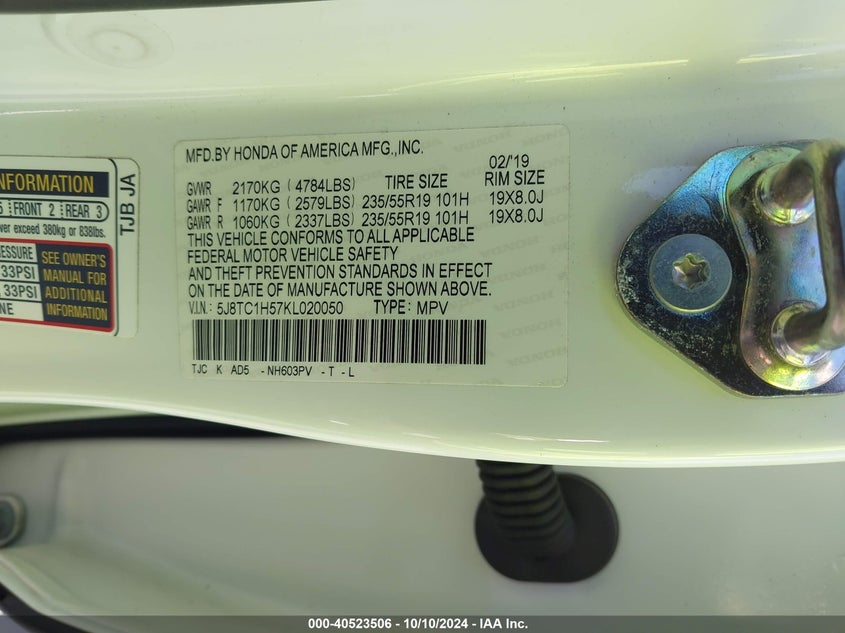 MFD.BY HONDA OF AMERICA MFG.,INC. 02/'19
GVWR 2170KG ( 4784LBS) TIRE SIZE RIM SIZE
GAWR F 1170KG ( 2579LBS) 235/55R19 101H 19X8.0J
GAWR R 1060KG ( 2337LBS) 235/55R19 101H 19X8.0J
THIS VEHICLE CONFORMS TO ALL APPLICABLE
FEDERAL MOTOR VEHICLE SAFETY
AND THEFT PREVENTION STANDARDS IN EFFECT
ON THE DATE OF MANUFACTURE SHOWN ABOVE.
V.I.N.: 5J8TC1H57KL020050 TYPE: MPV
TJC K AD5 -NH603PV -T -L
INFORMATION
5 FRONT 2 REAR 3
exceed 380kg or 838lbs.
33PSI
33PSI
SEE OWNER'S
MANUAL FOR
ADDITIONAL
INFORMATION
TJB JA
000-40523506 - 10/10/2024 - IAA Inc.